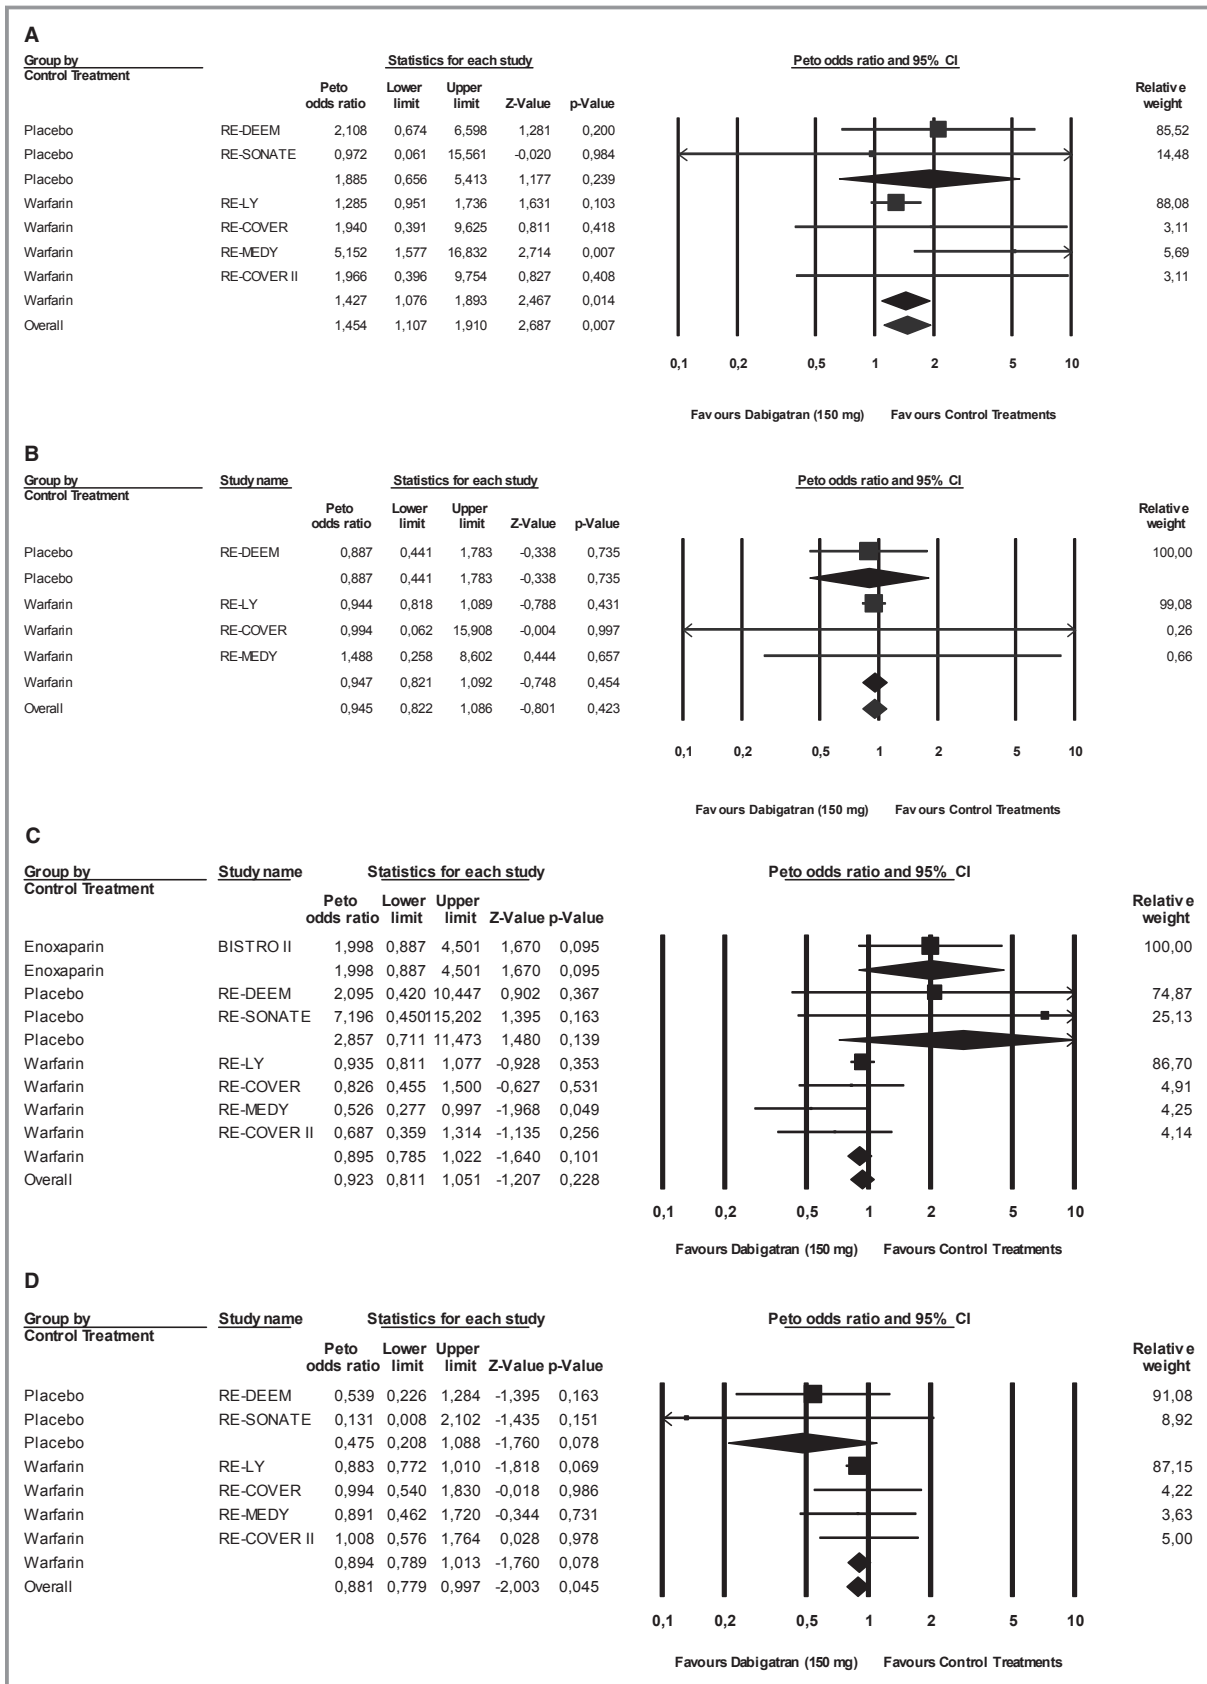 A
Group by Statistics for each study Peto odds ratio and 95% CI
Control Treatment
Peto Lower Upper Relative
odds ratio limit limit Z-Value p-Value weight
Placebo RE-DEEM 2,108 0,674 6,598 1,281 0,200 85,52
Placebo RE-SONATE 0,972 0,061 15,561 -0,020 0,984 14,48
Placebo 1,885 0,656 5,413 1,177 0,239
Warfarin RE-LY 1,285 0,951 1,736 1,631 0,103 88,08
Warfarin RE-COVER 1,940 0,391 9,625 0,811 0,418 3,11
Warfarin RE-MEDY 5,152 1,577 16,832 2,714 0,007 5,69
Warfarin RE-COVER II 1,966 0,396 9,754 0,827 0,408 3,11
Warfarin 1,427 1,076 1,893 2,467 0,014
Overall 1,454 1,107 1,910 2,687 0,007
0,1 0,2 0,5 1 2 5 10
Favours Dabigatran (150 mg) Favours Control Treatments
B
Group by Study name Statistics for each study Peto odds ratio and 95% CI
Control Treatment
Peto Lower Upper Relative
odds ratio limit limit Z-Value p-Value weight
Placebo RE-DEEM 0,887 0,441 1,783 -0,338 0,735 100,00
Placebo 0,887 0,441 1,783 -0,338 0,735
Warfarin RE-LY 0,944 0,818 1,089 -0,788 0,431 99,08
Warfarin RE-COVER 0,994 0,062 15,908 -0,004 0,997 0,26
Warfarin RE-MEDY 1,488 0,258 8,602 0,444 0,657 0,66
Warfarin 0,947 0,821 1,092 -0,748 0,454
Overall 0,945 0,822 1,086 -0,801 0,423
0,1 0,2 0,5 1 2 5 10
Favours Dabigatran (150 mg) Favours Control Treatments
C
Group by Study name Statistics for each study Peto odds ratio and 95% CI
Control Treatment
Peto Lower Upper Relative
odds ratio limit limit Z-Value p-Value weight
Enoxaparin BISTRO II 1,998 0,887 4,501 1,670 0,095 100,00
Enoxaparin 1,998 0,887 4,501 1,670 0,095
Placebo RE-DEEM 2,095 0,420 10,447 0,902 0,367 74,87
Placebo RE-SONATE 7,196 0,450115,202 1,395 0,163 25,13
Placebo 2,857 0,711 11,473 1,480 0,139
Warfarin RE-LY 0,935 0,811 1,077 -0,928 0,353 86,70
Warfarin RE-COVER 0,826 0,455 1,500 -0,627 0,531 4,91
Warfarin RE-MEDY 0,526 0,277 0,997 -1,968 0,049 4,25
Warfarin RE-COVER II 0,687 0,359 1,314 -1,135 0,256 4,14
Warfarin 0,895 0,785 1,022 -1,640 0,101
Overall 0,923 0,811 1,051 -1,207 0,228
0,1 0,2 0,5 1 2 5 10
Favours Dabigatran (150 mg) Favours Control Treatments
D
Group by Study name Statistics for each study Peto odds ratio and 95% CI
Control Treatment
Peto Lower Upper Relative
odds ratio limit limit Z-Value p-Value weight
Placebo RE-DEEM 0,539 0,226 1,284 -1,395 0,163 91,08
Placebo RE-SONATE 0,131 0,008 2,102 -1,435 0,151 8,92
Placebo 0,475 0,208 1,088 -1,760 0,078
Warfarin RE-LY 0,883 0,772 1,010 -1,818 0,069 87,15
Warfarin RE-COVER 0,994 0,540 1,830 -0,018 0,986 4,22
Warfarin RE-MEDY 0,891 0,462 1,720 -0,344 0,731 3,63
Warfarin RE-COVER II 1,008 0,576 1,764 0,028 0,978 5,00
Warfarin 0,894 0,789 1,013 -1,760 0,078
Overall 0,881 0,779 0,997 -2,003 0,045
0,1 0,2 0,5 1 2 5 10
Favours Dabigatran (150 mg) Favours Control Treatments